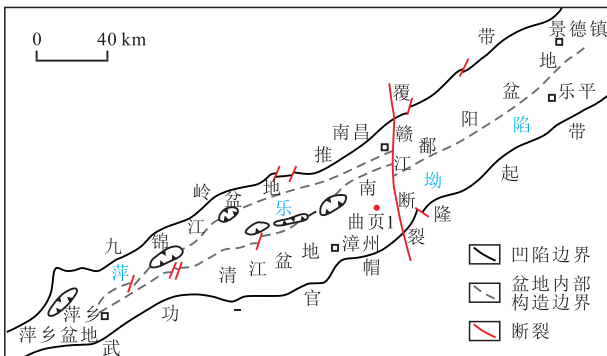 0 40 km
景德镇
乐平
南昌
九岭推覆带
锦江盆地
南鄱阳盆地
赣江断裂
萍乐坳陷
曲页1
漳州
清江盆地
萍乡
萍乡盆地
武功官帽隆起带
凹陷边界
盆地内部
构造边界
断裂